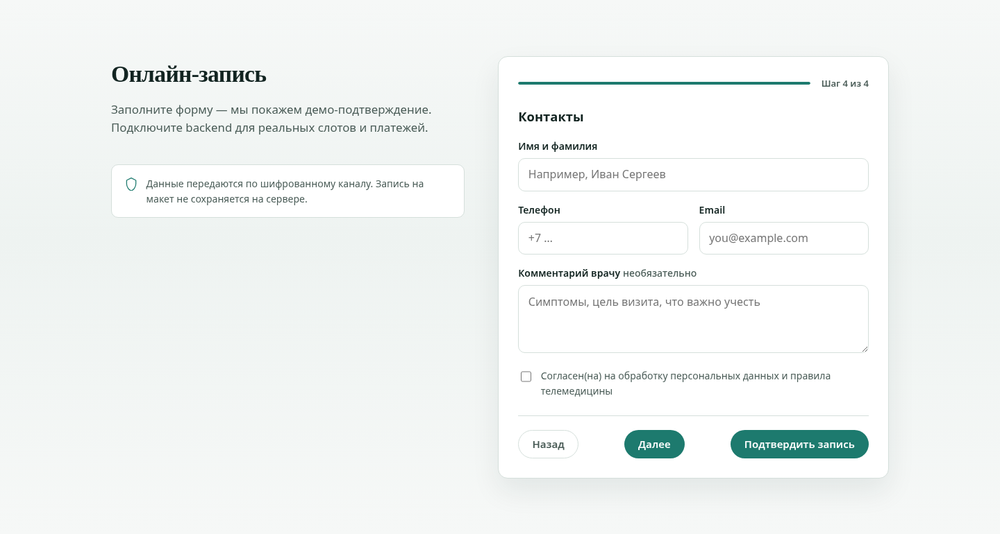 Онлайн-запись
Заполните форму — мы покажем демо-подтверждение.
Подключите backend для реальных слотов и платежей.
Данные передаются по шифрованному каналу. Запись на
макет не сохраняется на сервере.
Шаг 4 из 4
Контакты
Имя и фамилия
Например, Иван Сергеев
Телефон
Email
+7 ...
you@example.com
Комментарий врачу необязательно
Симптомы, цель визита, что важно учесть
Согласен(на) на обработку персональных данных и правила
телемедицины
Назад
Далее
Подтвердить запись